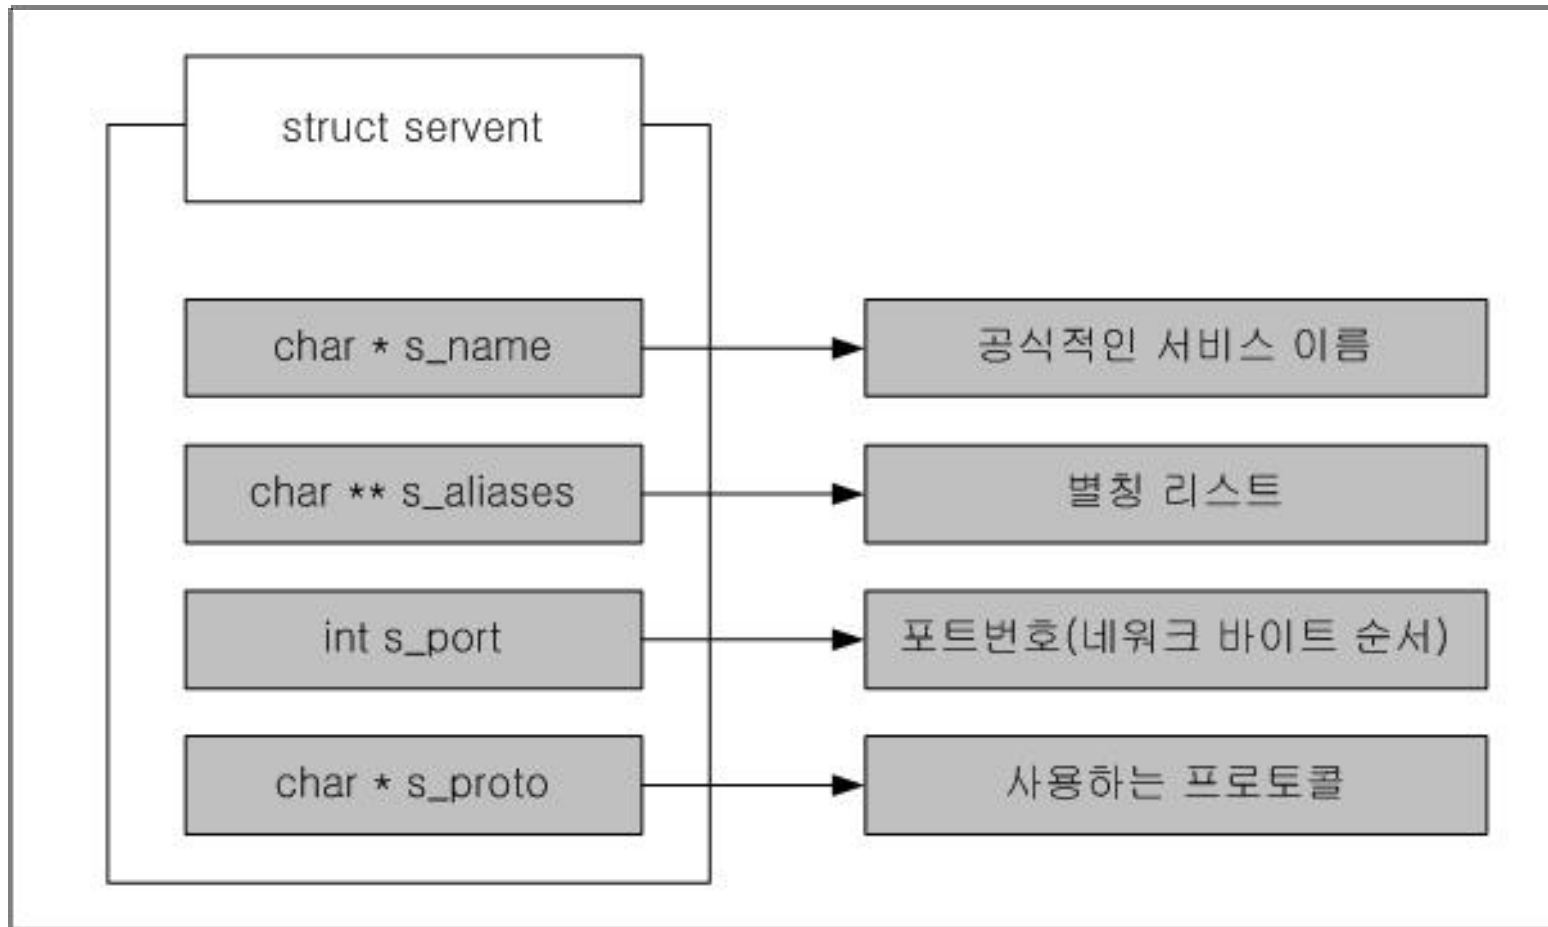 struct servent
char * s_name
공식적인 서비스 이름
char ** s_aliases
별칭 리스트
int s_port
포트번호(네워크 바이트 순서)
char * s_proto
사용하는 프로토콜